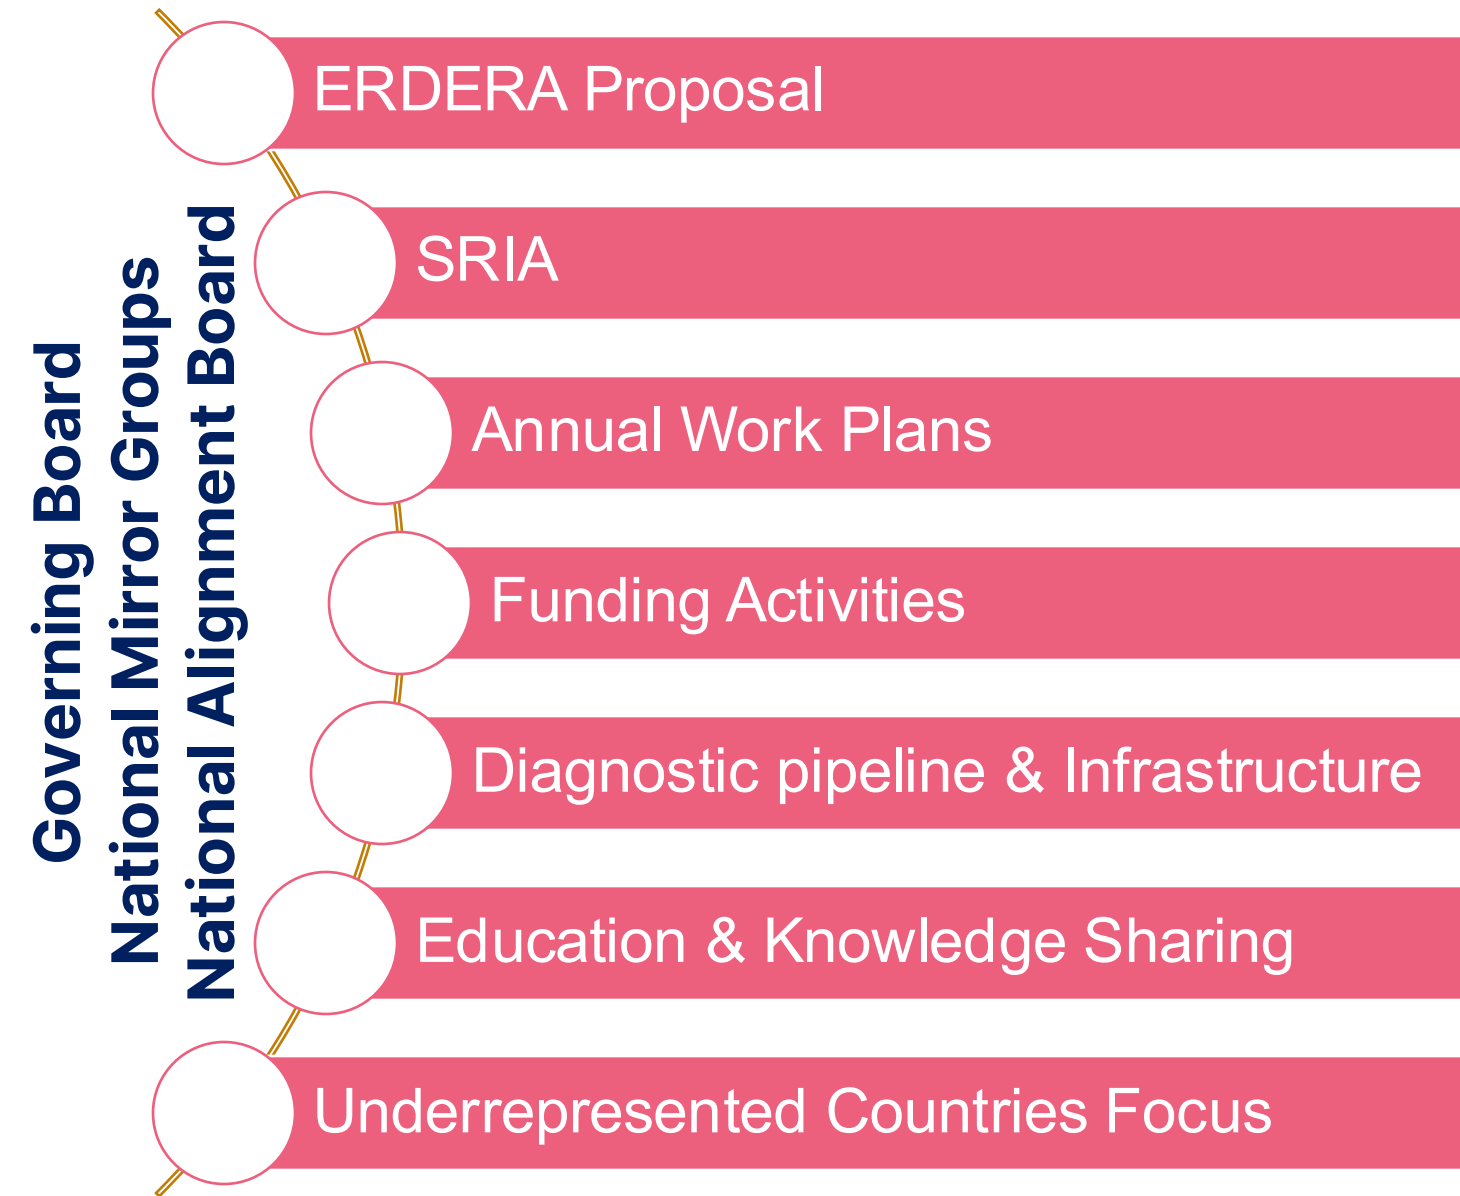 Governing Board
National Mirror Groups
National Alignment Board
ERDERA Proposal
SRIA
Annual Work Plans
Funding Activities
Diagnostic pipeline & Infrastructure
Education & Knowledge Sharing
Underrepresented Countries Focus